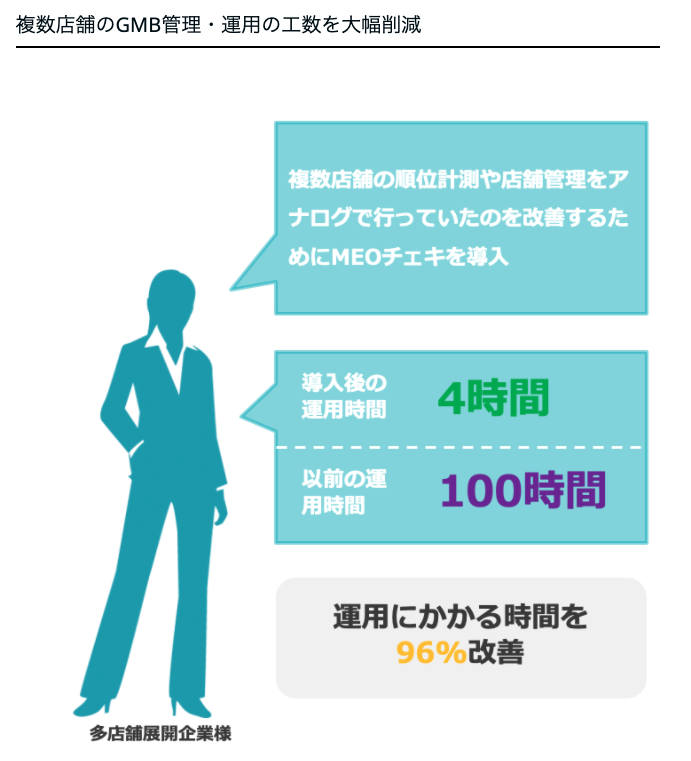 複数店舗のGMB管理・運用の工数を大幅削減
複数店舗の順位計測や店舗管理をア
ナログで行っていたのを改善するた
めにMEOチェキを導入
導入後の
運用時間
4時間
以前の運
用時間
100時間
運用にかかる時間を
96%改善
多店舗展開企業様